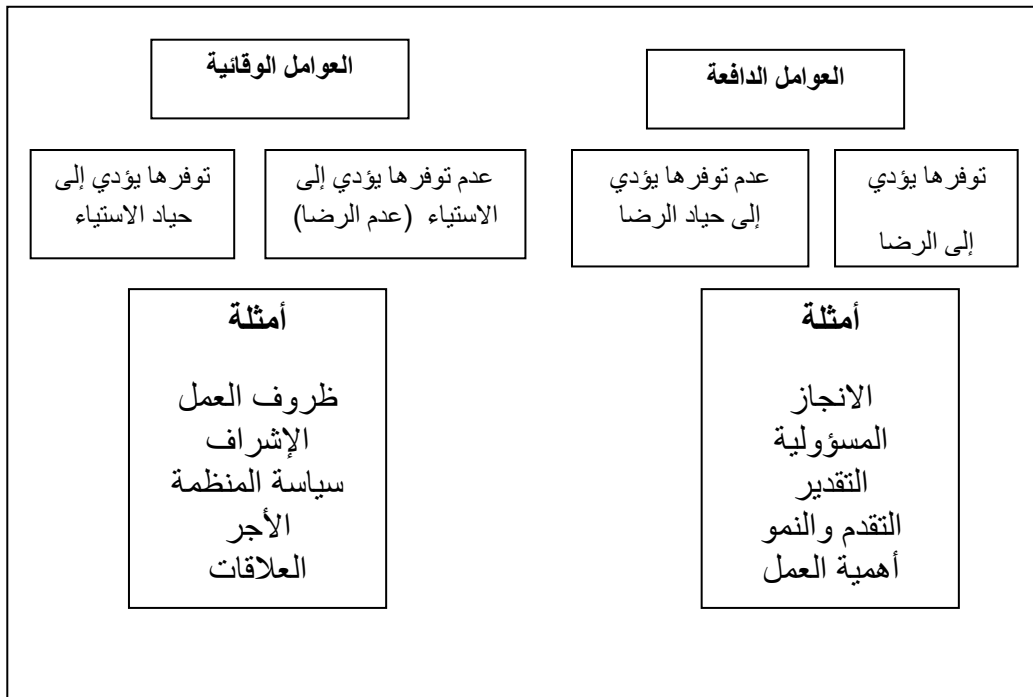 العوامل الدافعة
العوامل الوقائية
توفرها يؤدي
إلى الرضا
عدم توفرها يؤدي
إلى حياد الرضا
عدم توفرها يؤدي إلى
الاستياء (عدم الرضا)
توفرها يؤدي إلى
حياد الاستياء
أمثلة
الانجاز
المسؤولية
التقدير
التقدم والنمو
أهمية العمل
أمثلة
ظروف العمل
الإشراف
سياسة المنظمة
الأجر
العلاقات